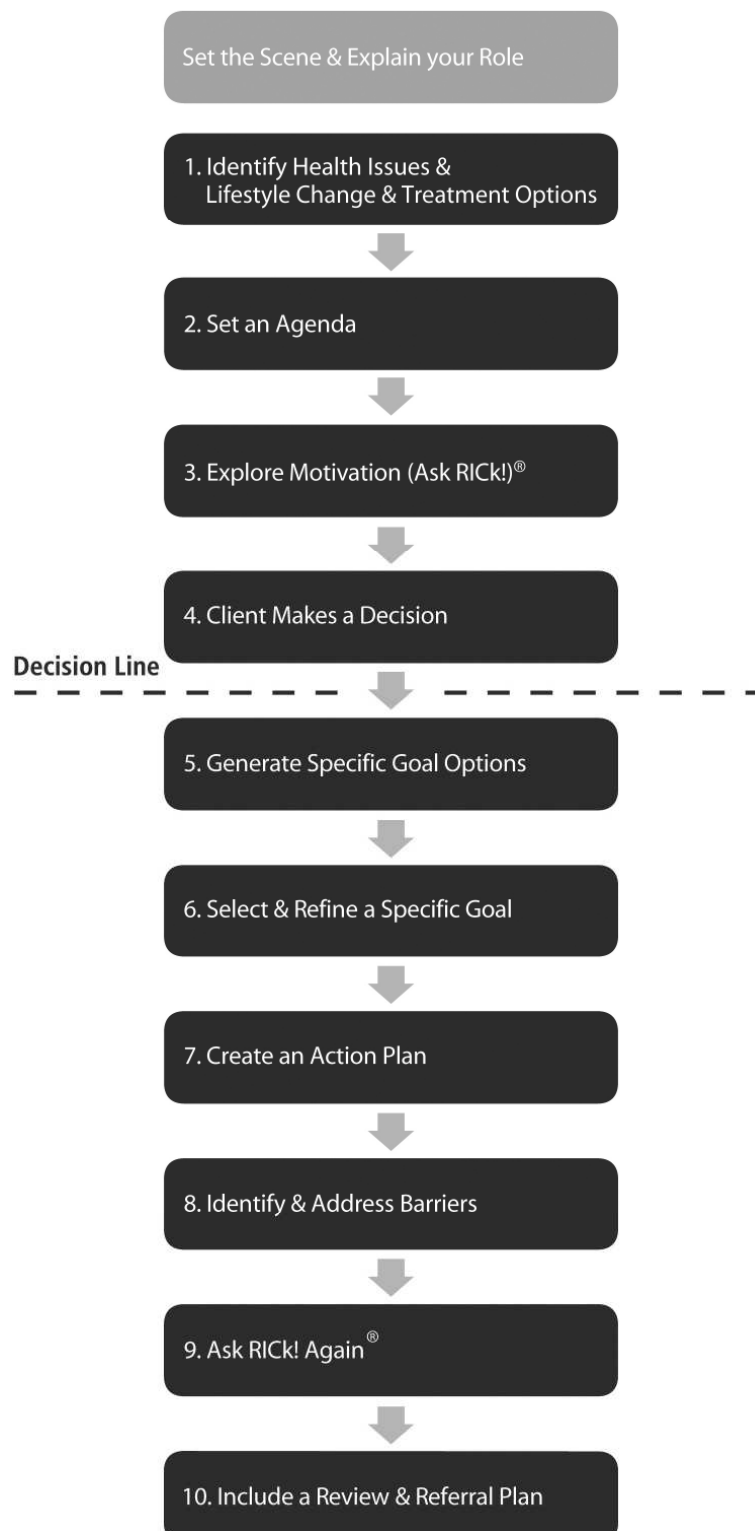 Set the Scene & Explain your Role
1. Identify Health Issues &
Lifestyle Change & Treatment Options
2. Set an Agenda
3. Explore Motivation (Ask RICk!)®
4. Client Makes a Decision
Decision Line
5. Generate Specific Goal Options
6. Select & Refine a Specific Goal
7. Create an Action Plan
8. Identify & Address Barriers
9. Ask RICk! Again®
10. Include a Review & Referral Plan